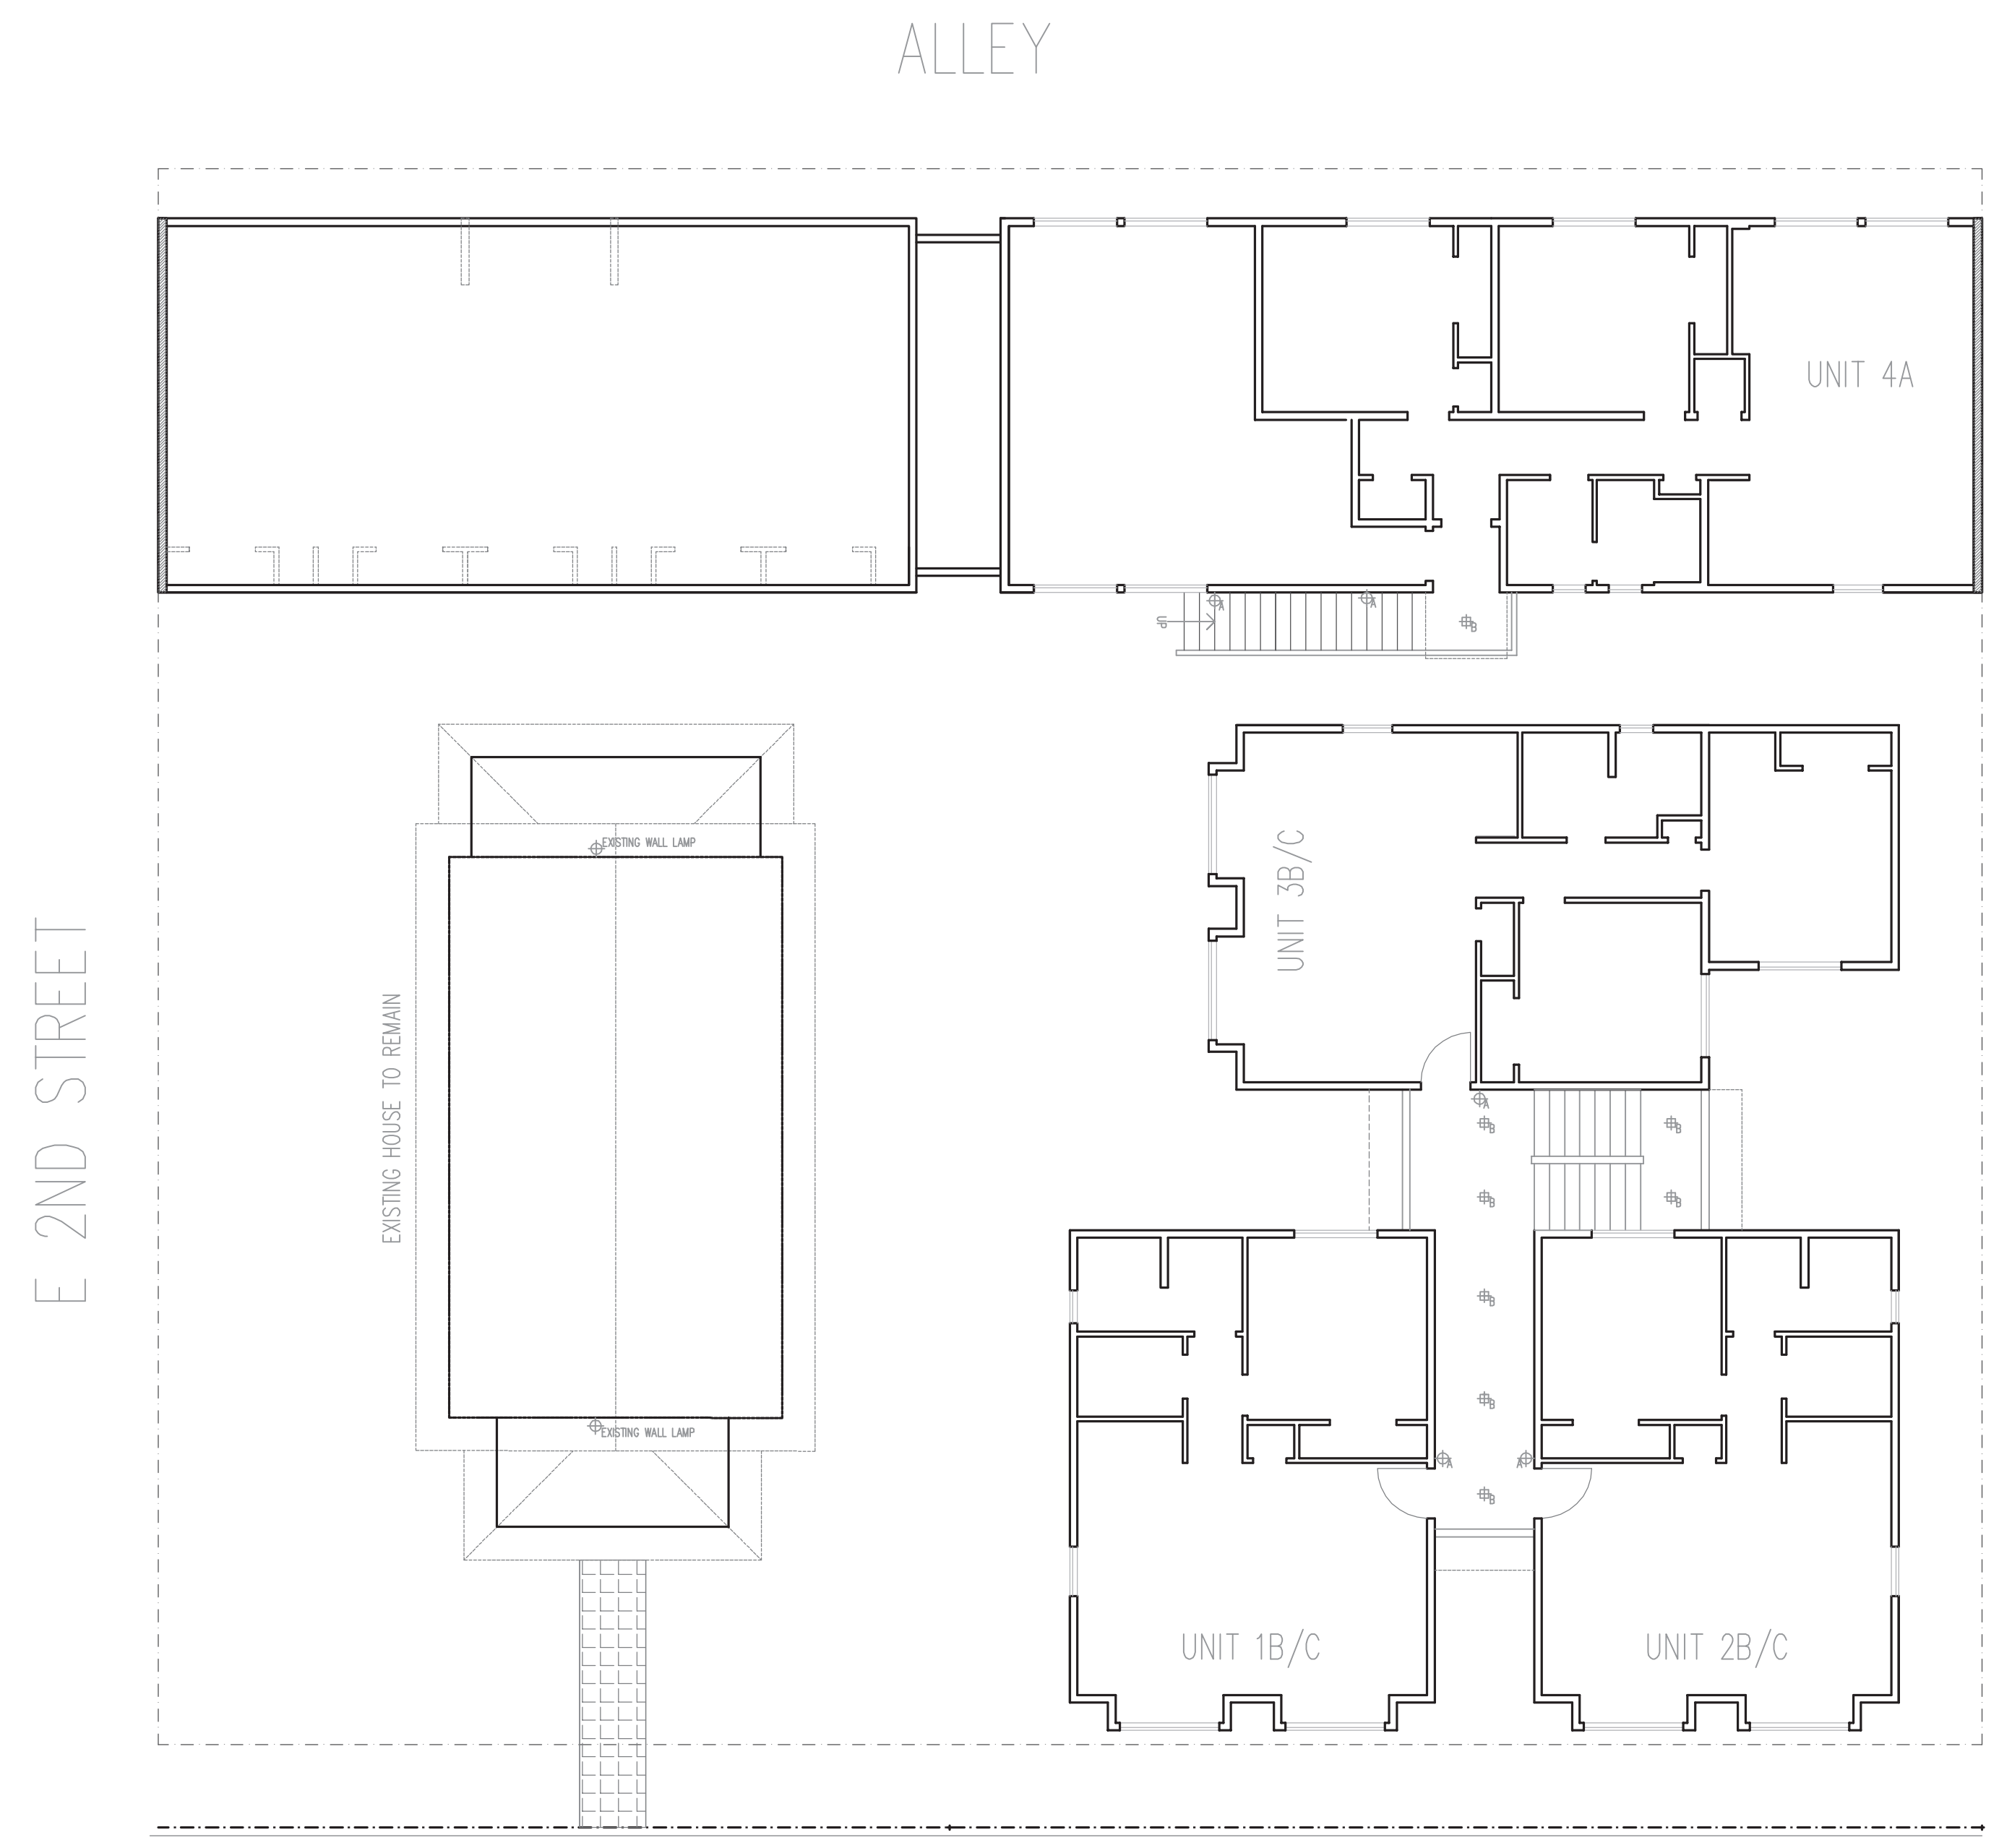 ALLEY
UNIT 4A
UP
A
A
B
EXISTING WALL LAMP
UNIT 3B/C
E 2ND STREET
EXISTING HOUSE TO REMAIN
A
B
B
B
B
B
B
EXISTING WALL LAMP
A
A
B
UNIT 1B/C
UNIT 2B/C